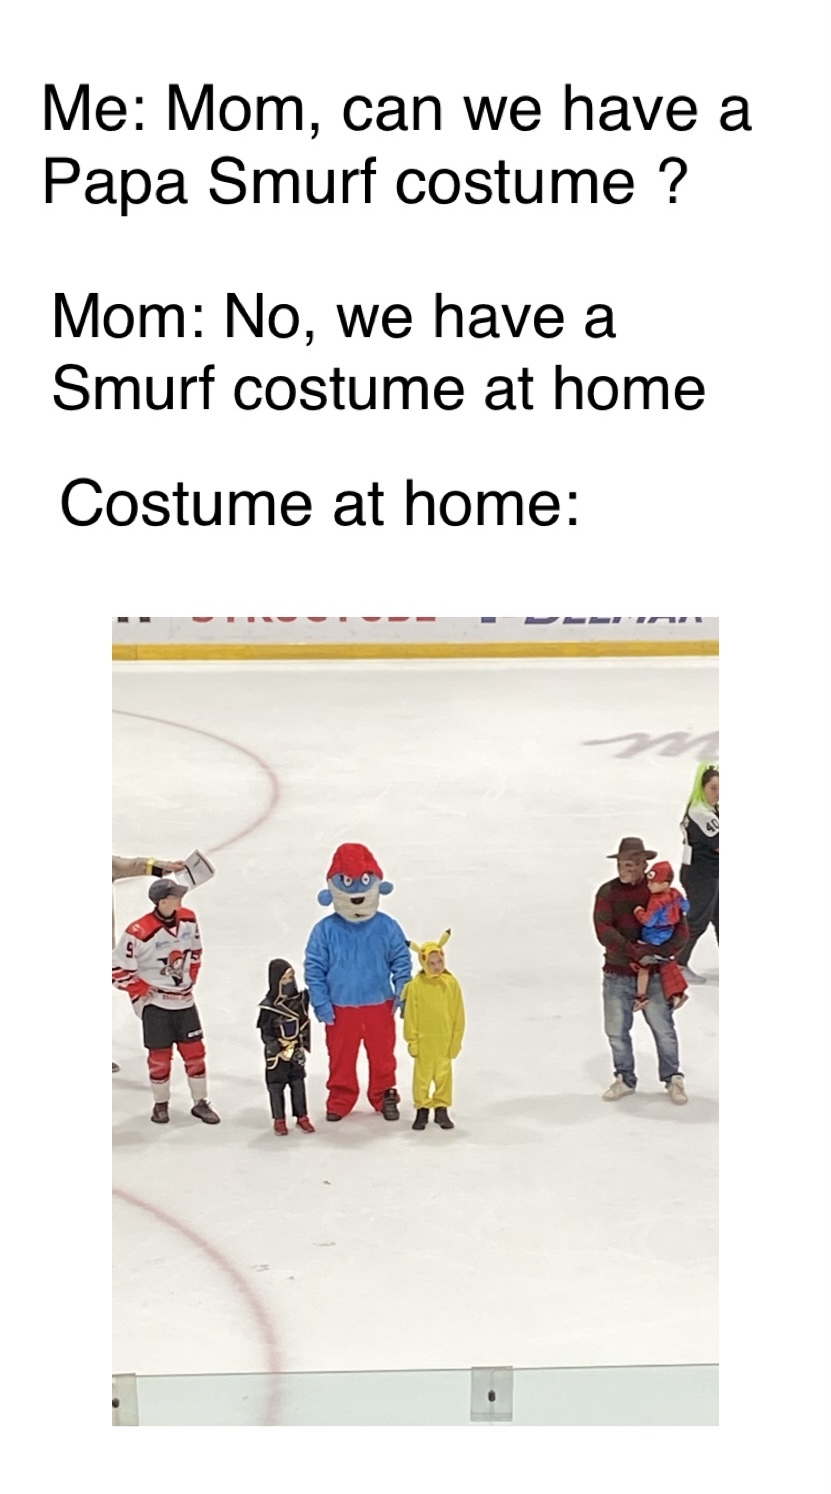 Me: Mom, can we have a
Papa Smurf costume ?
Mom: No, we have a
Smurf costume at home
Costume at home:
40